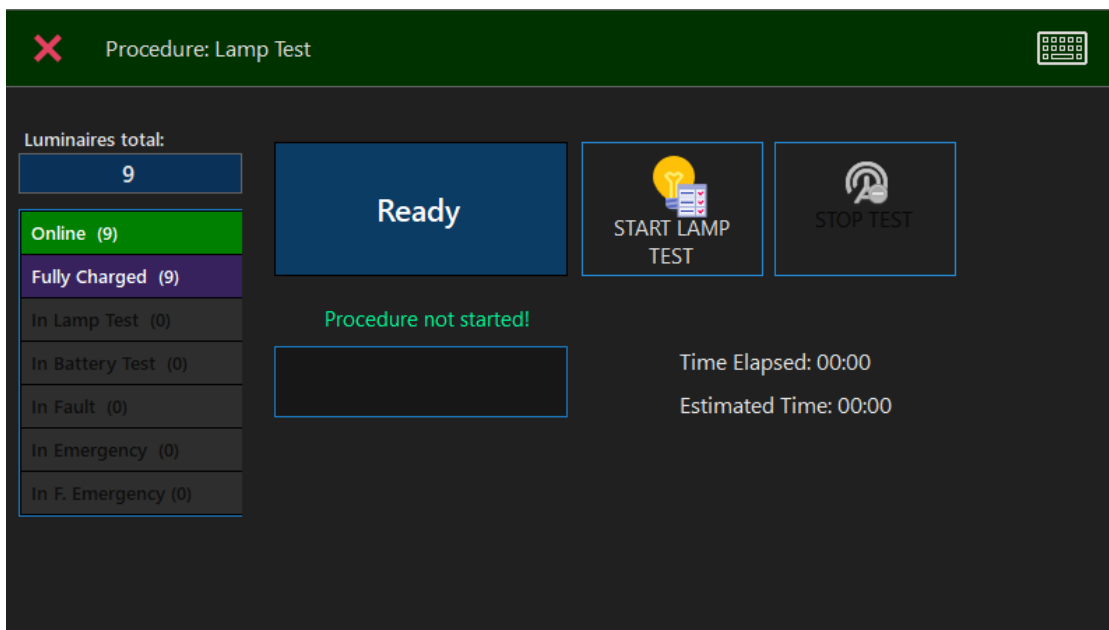 Procedure: Lamp Test
Luminaires total:
9
Online (9)
Fully Charged (9)
In Lamp Test (0)
In Battery Test (0)
In Fault (0)
In Emergency (0)
In F. Emergency (0)
Ready
START LAMP
TEST
STOP TEST
Procedure not started!
Time Elapsed: 00:00
Estimated Time: 00:00